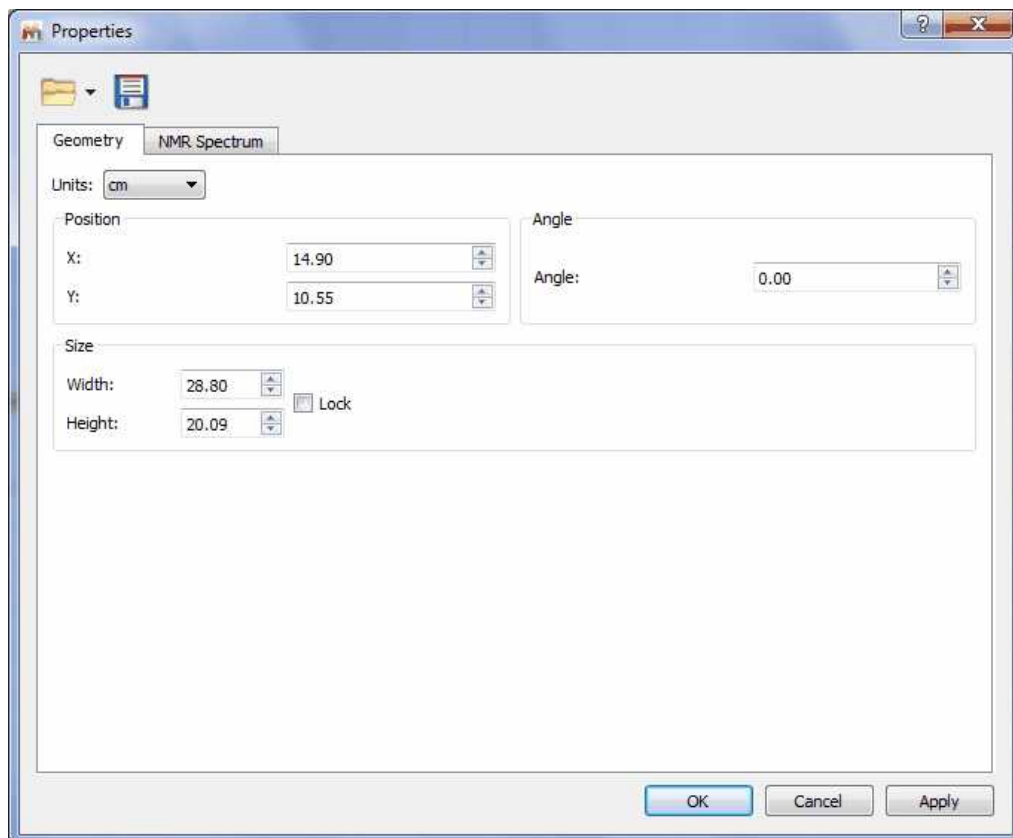 Properties
Geometry NMR Spectrum
Units: cm
Position
X: 14.90
Y: 10.55
Angle
Angle: 0.00
Size
Width: 28.80
Height: 20.09
Lock
OK Cancel Apply